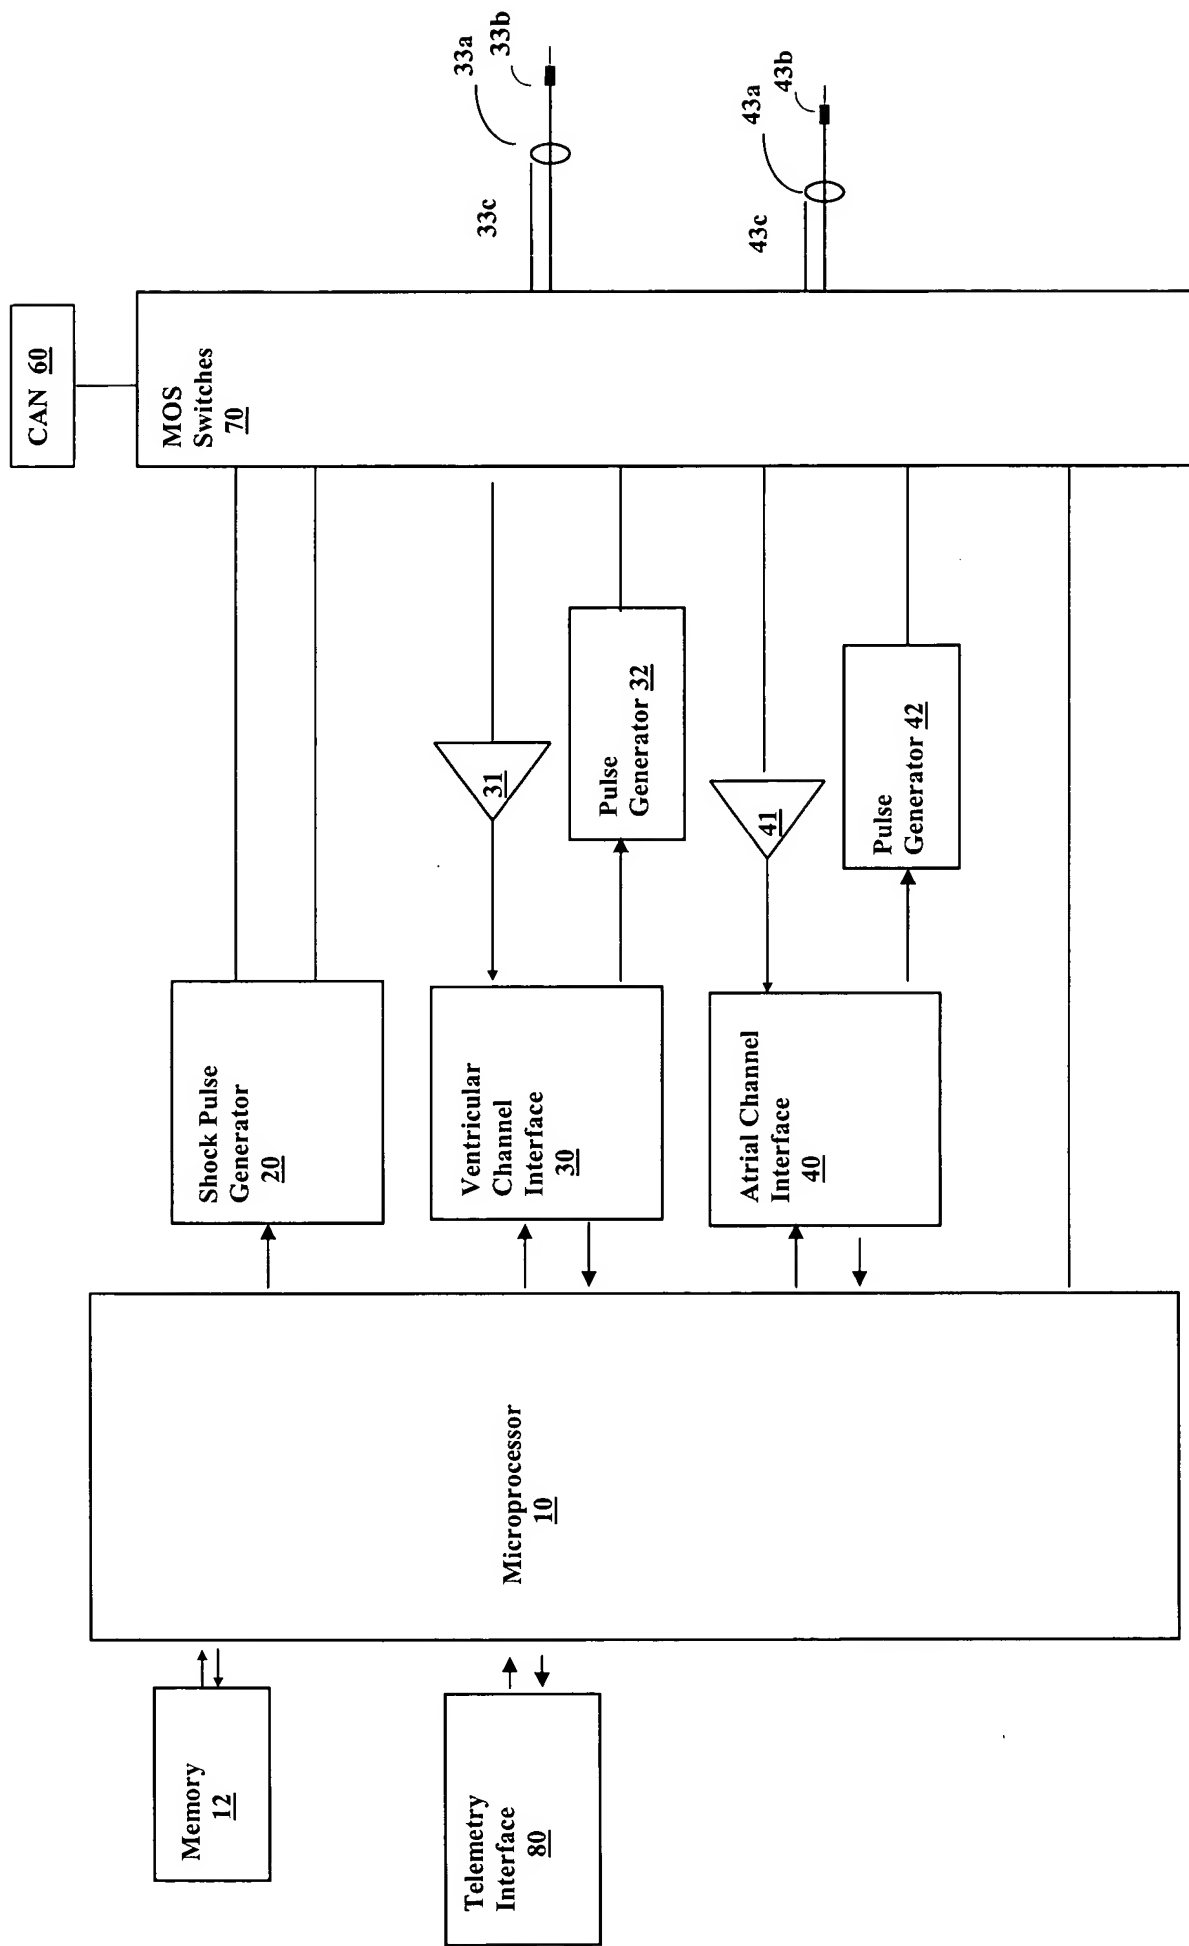 Memory
12
Telemetry
Interface
80
Microprocessor
10
Shock Pulse
Generator
20
Ventricular
Channel
Interface
30
Atrial Channel
Interface
40
31
Pulse
Generator 32
41
Pulse
Generator 42
CAN 60
MOS
Switches
70
33c
33a
33b
43c
43a
43b